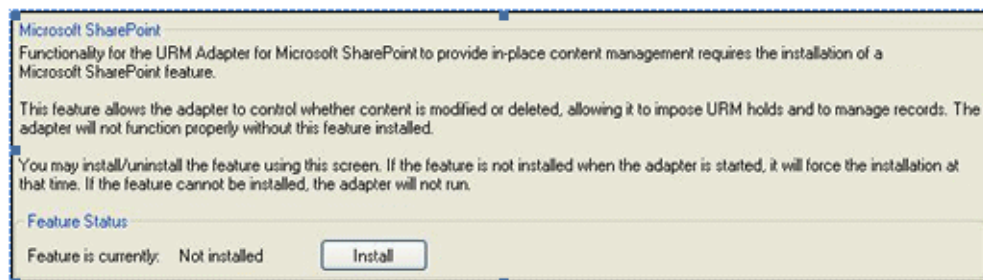 Microsoft SharePoint
Functionality for the URM Adapter for Microsoft SharePoint to provide in-place content management requires the installation of a
Microsoft SharePoint feature.
This feature allows the adapter to control whether content is modified or deleted, allowing it to impose URM holds and to manage records. The
adapter will not function properly without this feature installed.
You may install/uninstall the feature using this screen. If the feature is not installed when the adapter is started, it will force the installation at
that time. If the feature cannot be installed, the adapter will not run.
Feature Status
Feature is currently: Not installed Install